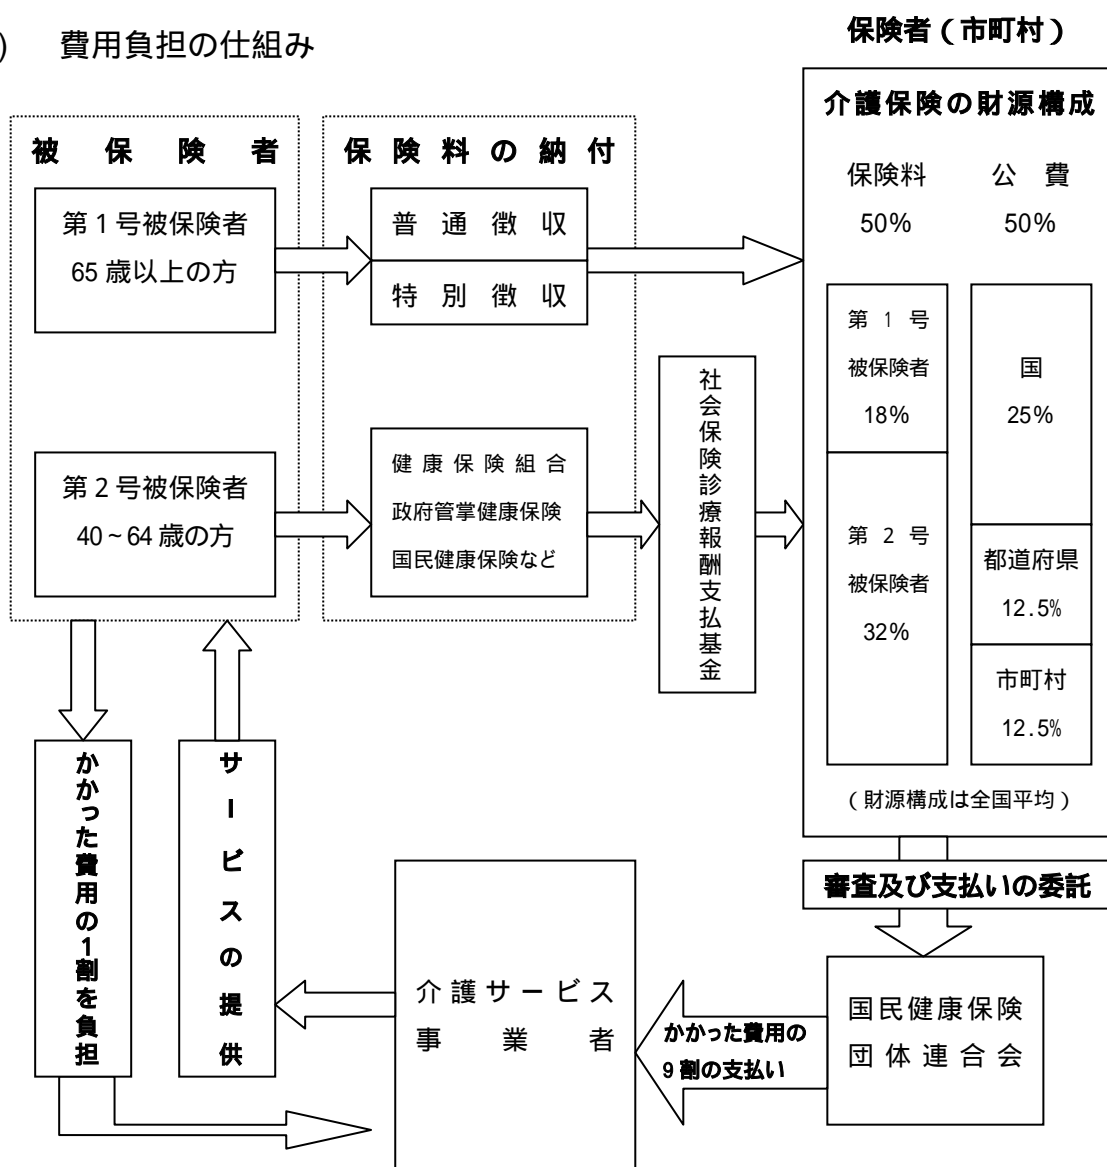 ) 費用負担の仕組み
保険者（市町村）
介護保険の財源構成
保険料
50%
公費
50%
第1号
被保険者
18%
第2号
被保険者
32%
国
25%
都道府県
12.5%
市町村
12.5%
（財源構成は全国平均）
被保険者
第1号被保険者
65歳以上の方
第2号被保険者
40~64歳の方
保険料の納付
普通徴収
特別徴収
健康保険組合
政府管掌健康保険
国民健康保険など
社会保険診療報酬支払基金
審査及び支払いの委託
国民健康保険
団体連合会
かかった費用の
9割の支払い
介護サービス
事業者
サービスの提供
かかった費用の1割を負担